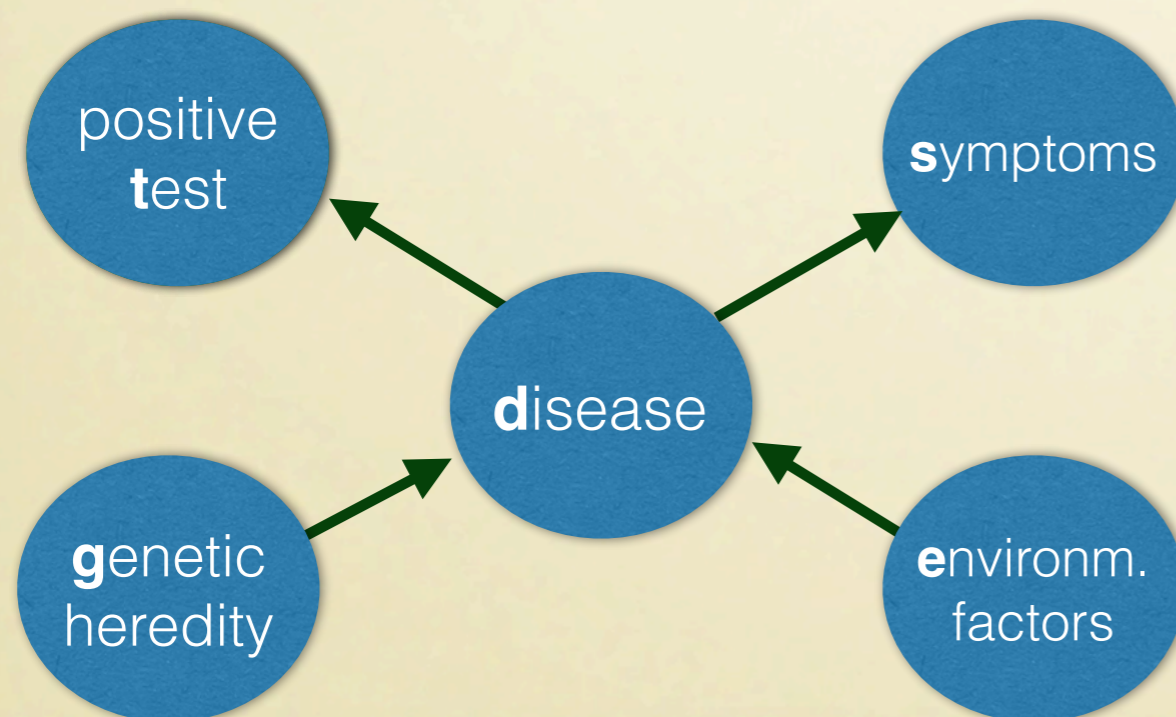 positive
test
symptoms
disease
genetic
heredity
environm.
factors